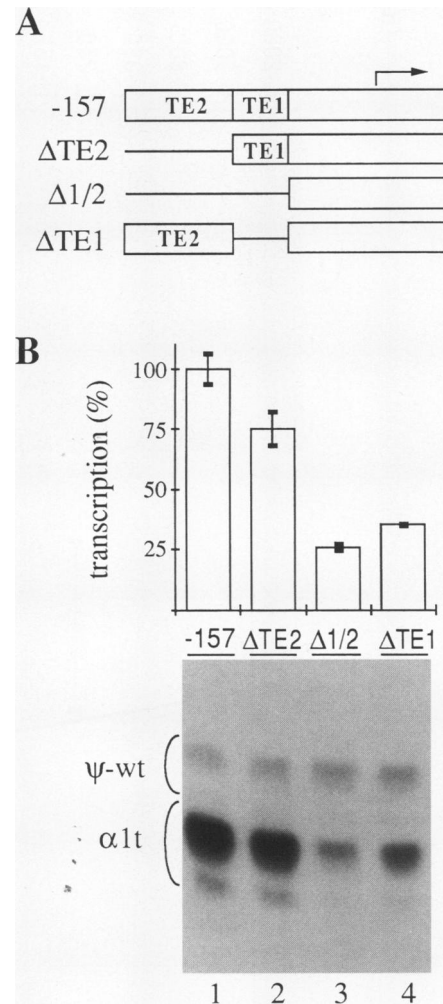 A
-157 TE2 TE1
ΔTE2 TE1
Δ1/2
ΔTE1 TE2
B
transcription (%)
100
75
50
25
-157 ΔTE2 Δ1/2 ΔTE1
ψ-wt
α1t
1 2 3 4